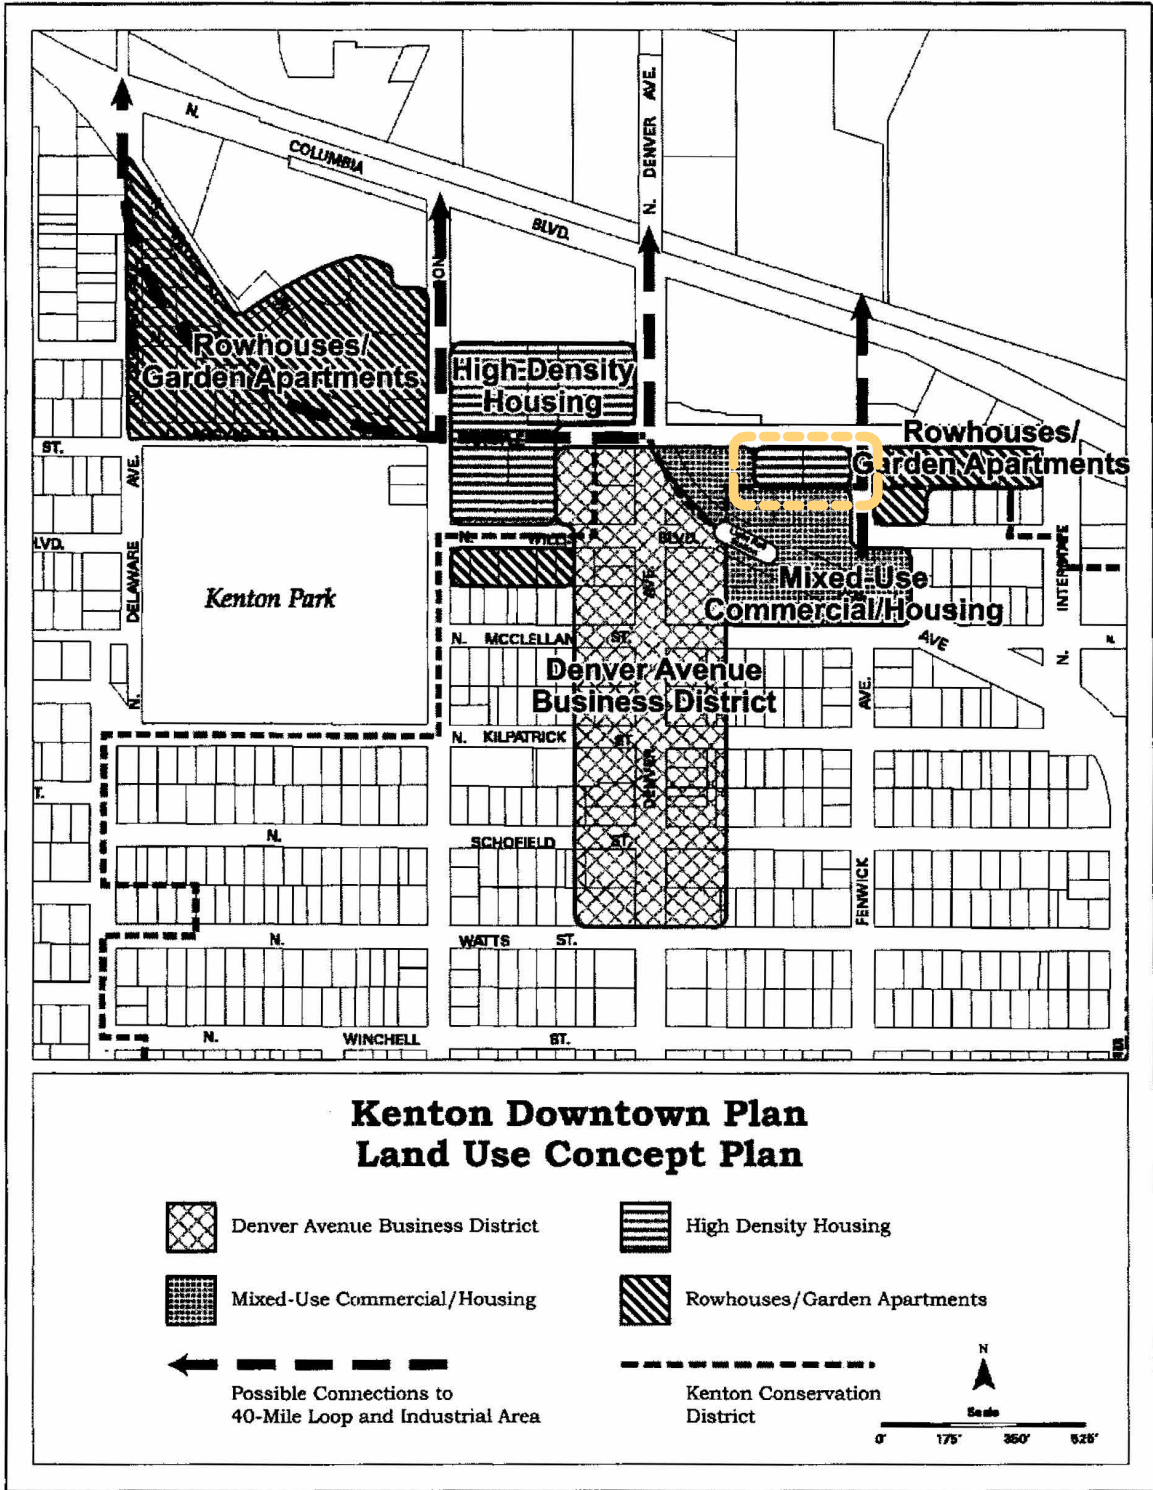 N. COLUMBIA BLVD.
N. DENVER AVE.
Rowhouses/
Garden Apartments
High Density
Housing
Rowhouses/
Garden Apartments
ST.
N. DELAWARE AVE.
LVD.
Kenton Park
N. WILLIS BLVD.
Mixed-Use
Commercial/Housing
N. INTERSTATE
AVE
N. MCCLELLAN ST.
N.
Denver Avenue
Business District
AVE.
N. KILPATRICK ST.
T.
N. SCHOFIELD ST.
DENVER
AVE.
FENWICK
N. WATTS ST.
N. WINCHELL ST.
Kenton Downtown Plan
Land Use Concept Plan
Denver Avenue Business District
High Density Housing
Mixed-Use Commercial/Housing
Rowhouses/Garden Apartments
Possible Connections to
40-Mile Loop and Industrial Area
Kenton Conservation
District
N
Scale
0' 175' 350' 525'